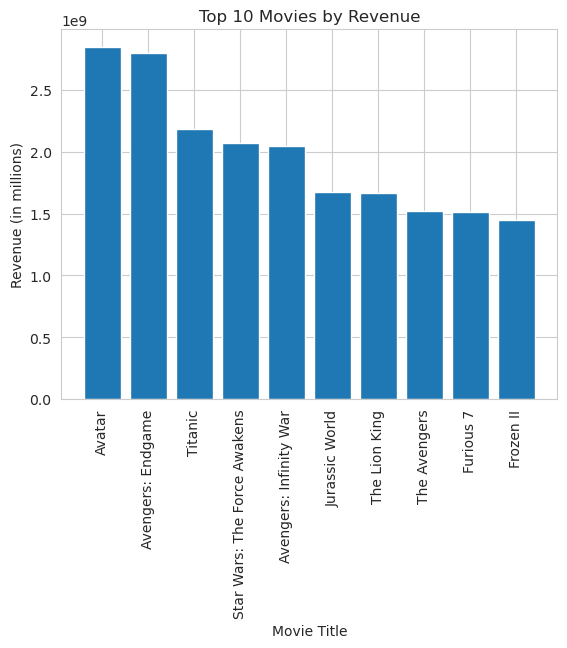 Top 10 Movies by Revenue
1e9
2.5
2.0
1.5
1.0
0.5
0.0
Revenue (in millions)
Avatar
Avengers: Endgame
Titanic
Star Wars: The Force Awakens
Avengers: Infinity War
Jurassic World
The Lion King
The Avengers
Furious 7
Frozen II
Movie Title